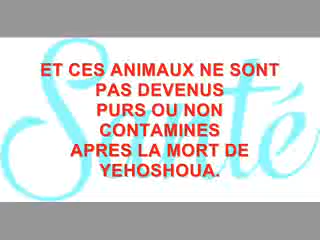 ET CES ANIMAUX NE SONT
PAS DEVENUS
PURS OU NON
CONTAMINES
APRES LA MORT DE
YEHOSHOUA.
Santé